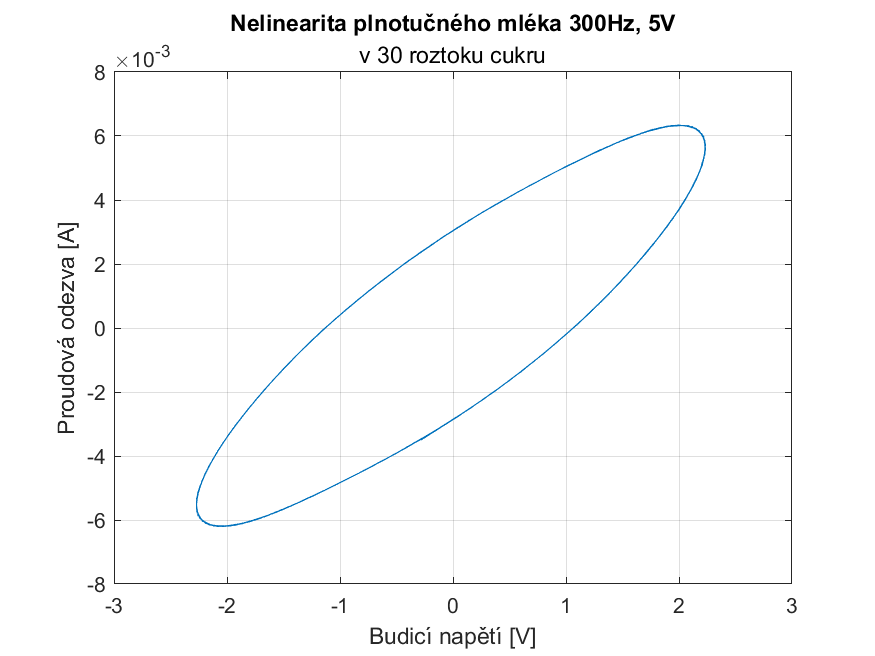 Nelinearita plnotučného mléka 300Hz, 5V
v 30 roztoku cukru
×10⁻³
8
6
4
2
0
-2
-4
-6
-8
Proudová odezva [A]
-3 -2 -1 0 1 2 3
Budicí napětí [V]